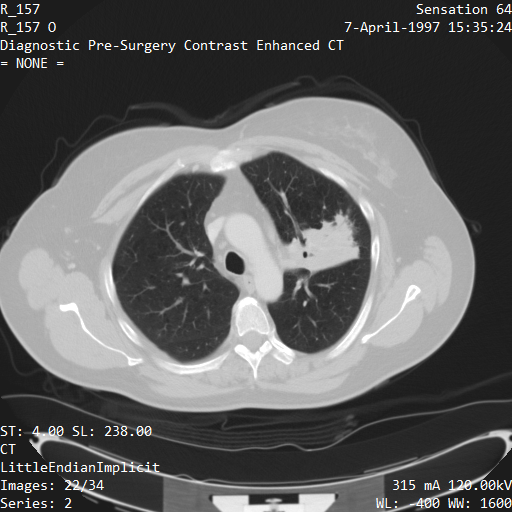 R_157
Sensation 64
R_157 O
7-April-1997 15:35:24
Diagnostic Pre-Surgery Contrast Enhanced CT
= NONE =
ST: 4.00 SL: 238.00
CT
LittleEndianImplicit
Images: 22/34
315 mA 120.00kV
Series: 2
WL: -400 WW: 1600